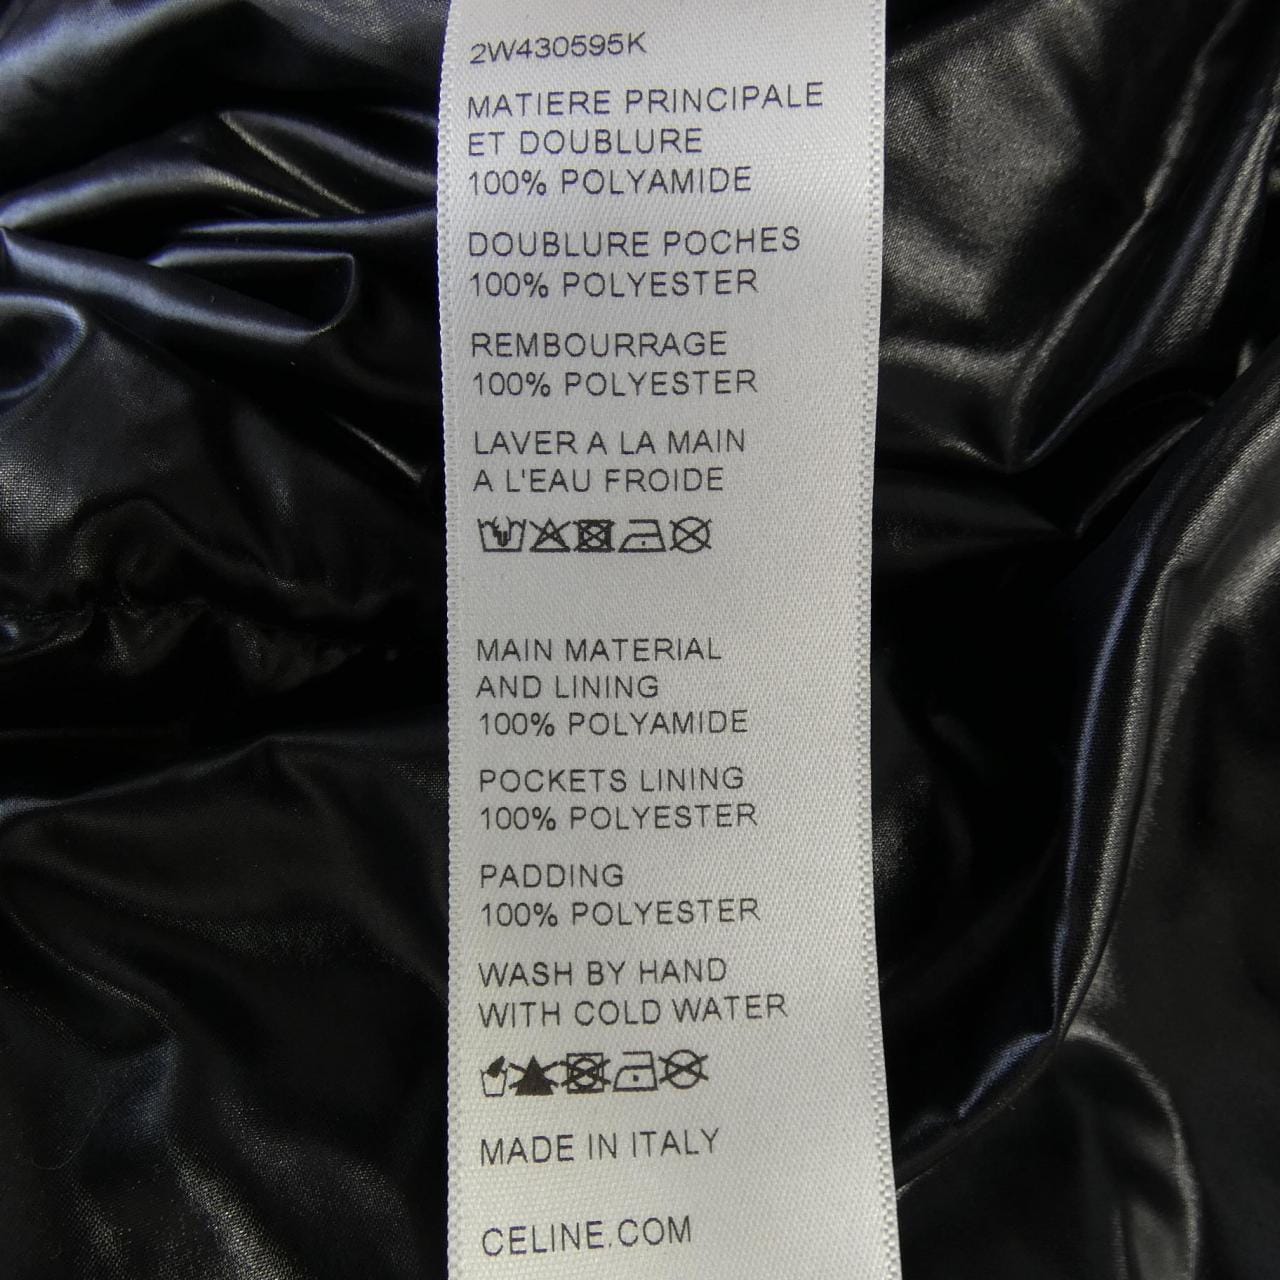 2W430595K
MATIERE PRINCIPALE
ET DOUBLURE
100% POLYAMIDE
DOUBLURE POCHES
100% POLYESTER
REMBOURRAGE
100% POLYESTER
LAVER A LA MAIN
A L'EAU FROIDE
MAIN MATERIAL
AND LINING
100% POLYAMIDE
POCKETS LINING
100% POLYESTER
PADDING
100% POLYESTER
WASH BY HAND
WITH COLD WATER
MADE IN ITALY
CELINE.COM